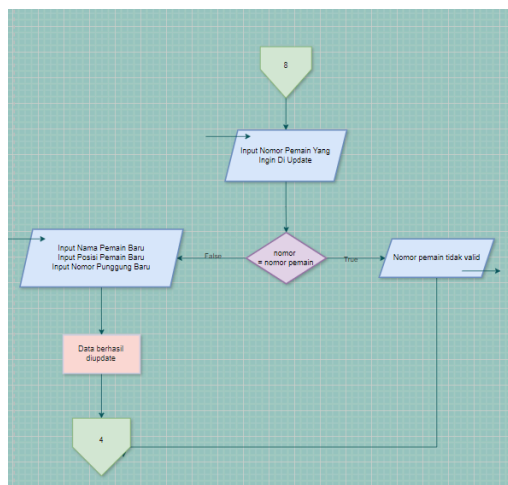 8
Input Nomor Pemain Yang
Ingin Di Update
nomor
= nomor pemain
False
True
Input Nama Pemain Baru
Input Posisi Pemain Baru
Input Nomor Punggung Baru
Nomor pemain tidak valid
Data berhasil
diupdate
4